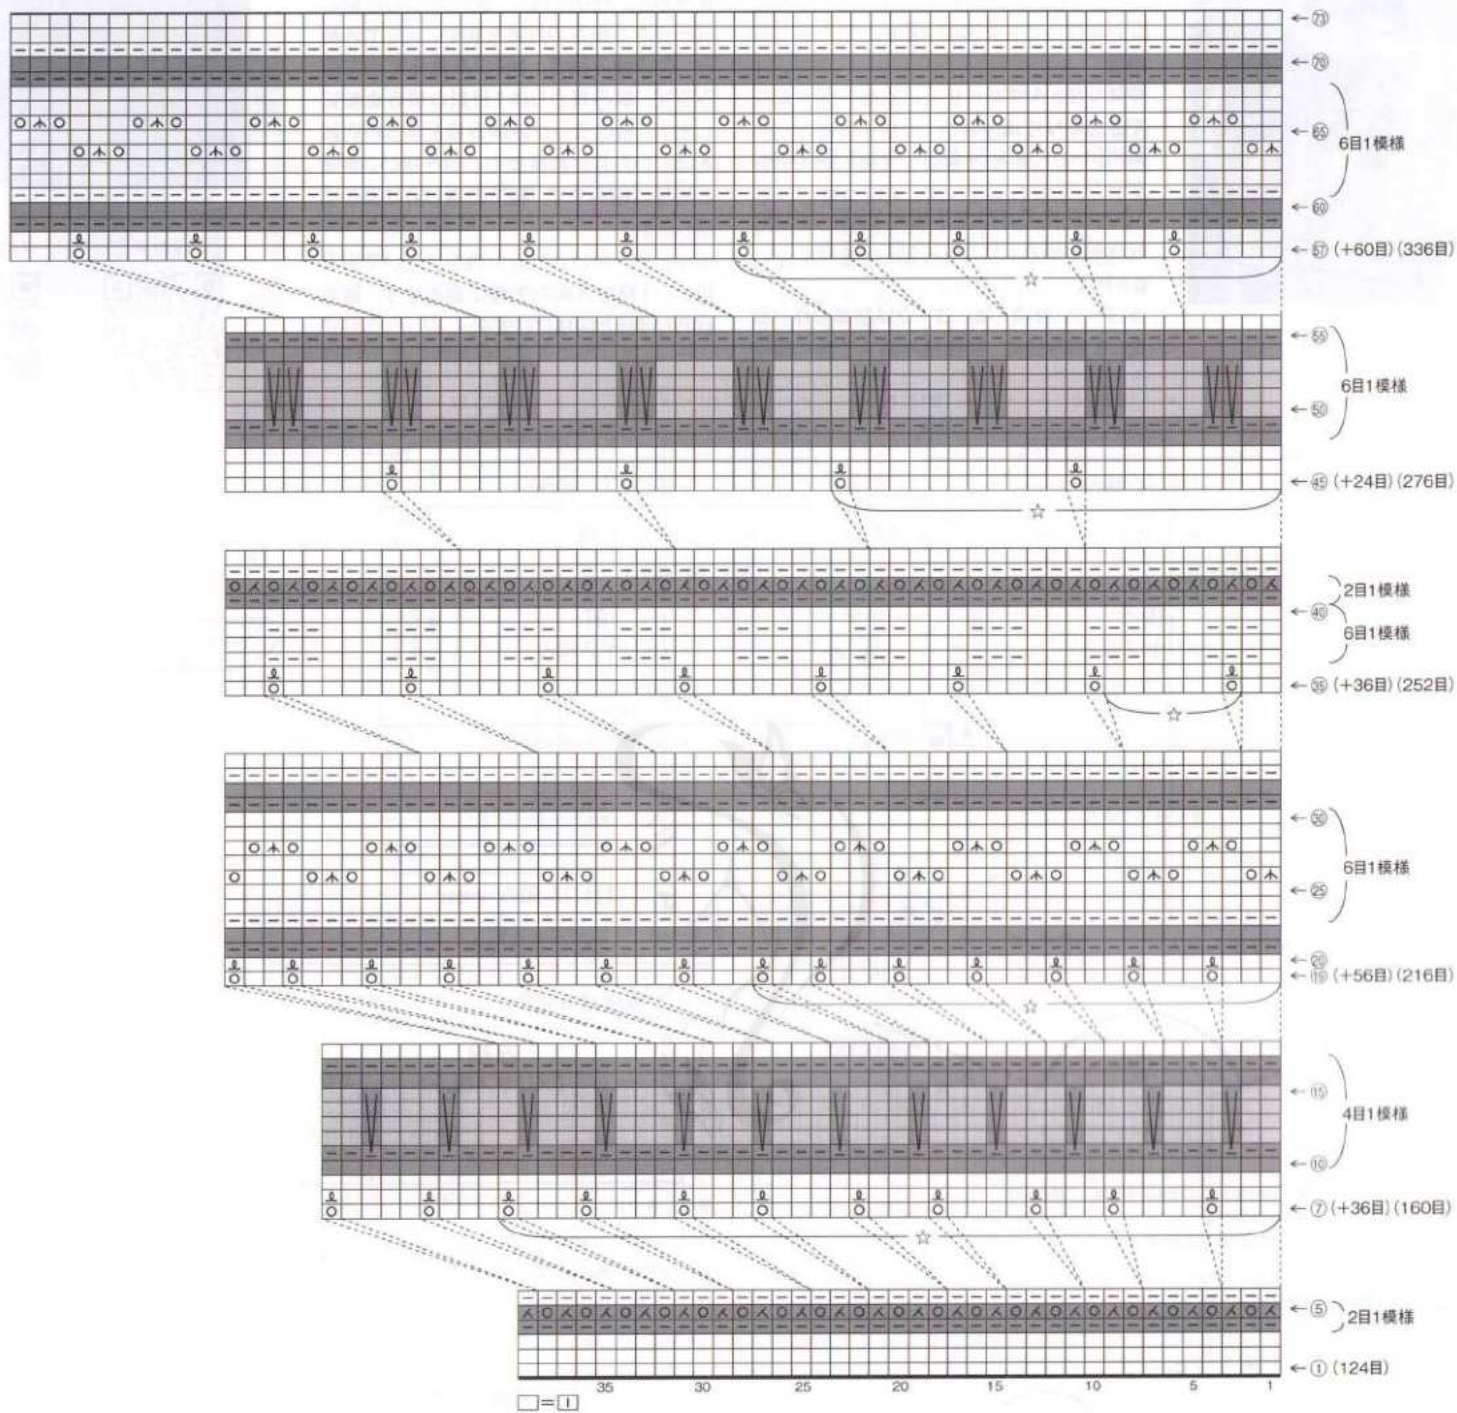 ←㉓
←⑦⓪
←⑥⑤
6目1模様
←⑥⓪
←㊼ (+60目) (336目)
☆
←㊺
6目1模様
←㊿
←㊺ (+24目) (276目)
☆
2目1模様
←㊵
6目1模様
←㉟ (+36目) (252目)
☆
←㉚
6目1模様
←㉕
←⑳
←⑲ (+56目) (216目)
☆
←⑮
4目1模様
←⑩
←⑦ (+36目) (160目)
☆
←⑤
2目1模様
←① (124目)
35 30 25 20 15 10 5 1
□=|